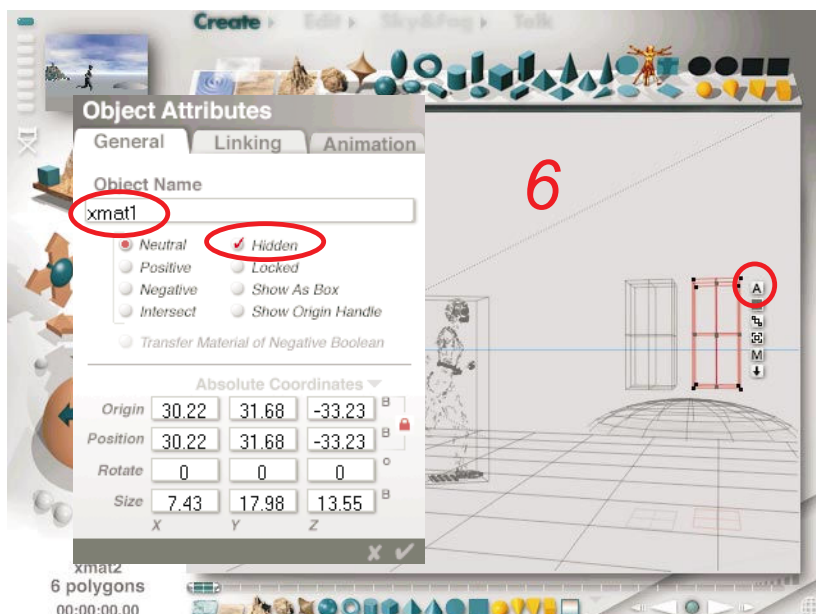 Create Edit Sky&Fog Talk
Object Attributes
General Linking Animation
Object Name
xmat1
Neutral Hidden
Positive Locked
Negative Show As Box
Intersect Show Origin Handle
Transfer Material of Negative Boolean
Absolute Coordinates
Origin 30.22 31.68 -33.23 B
Position 30.22 31.68 -33.23 B
Rotate 0 0 0 o
Size 7.43 17.98 13.55 B
X Y Z
6
A
M
xmat2
6 polygons
00:00:00.00